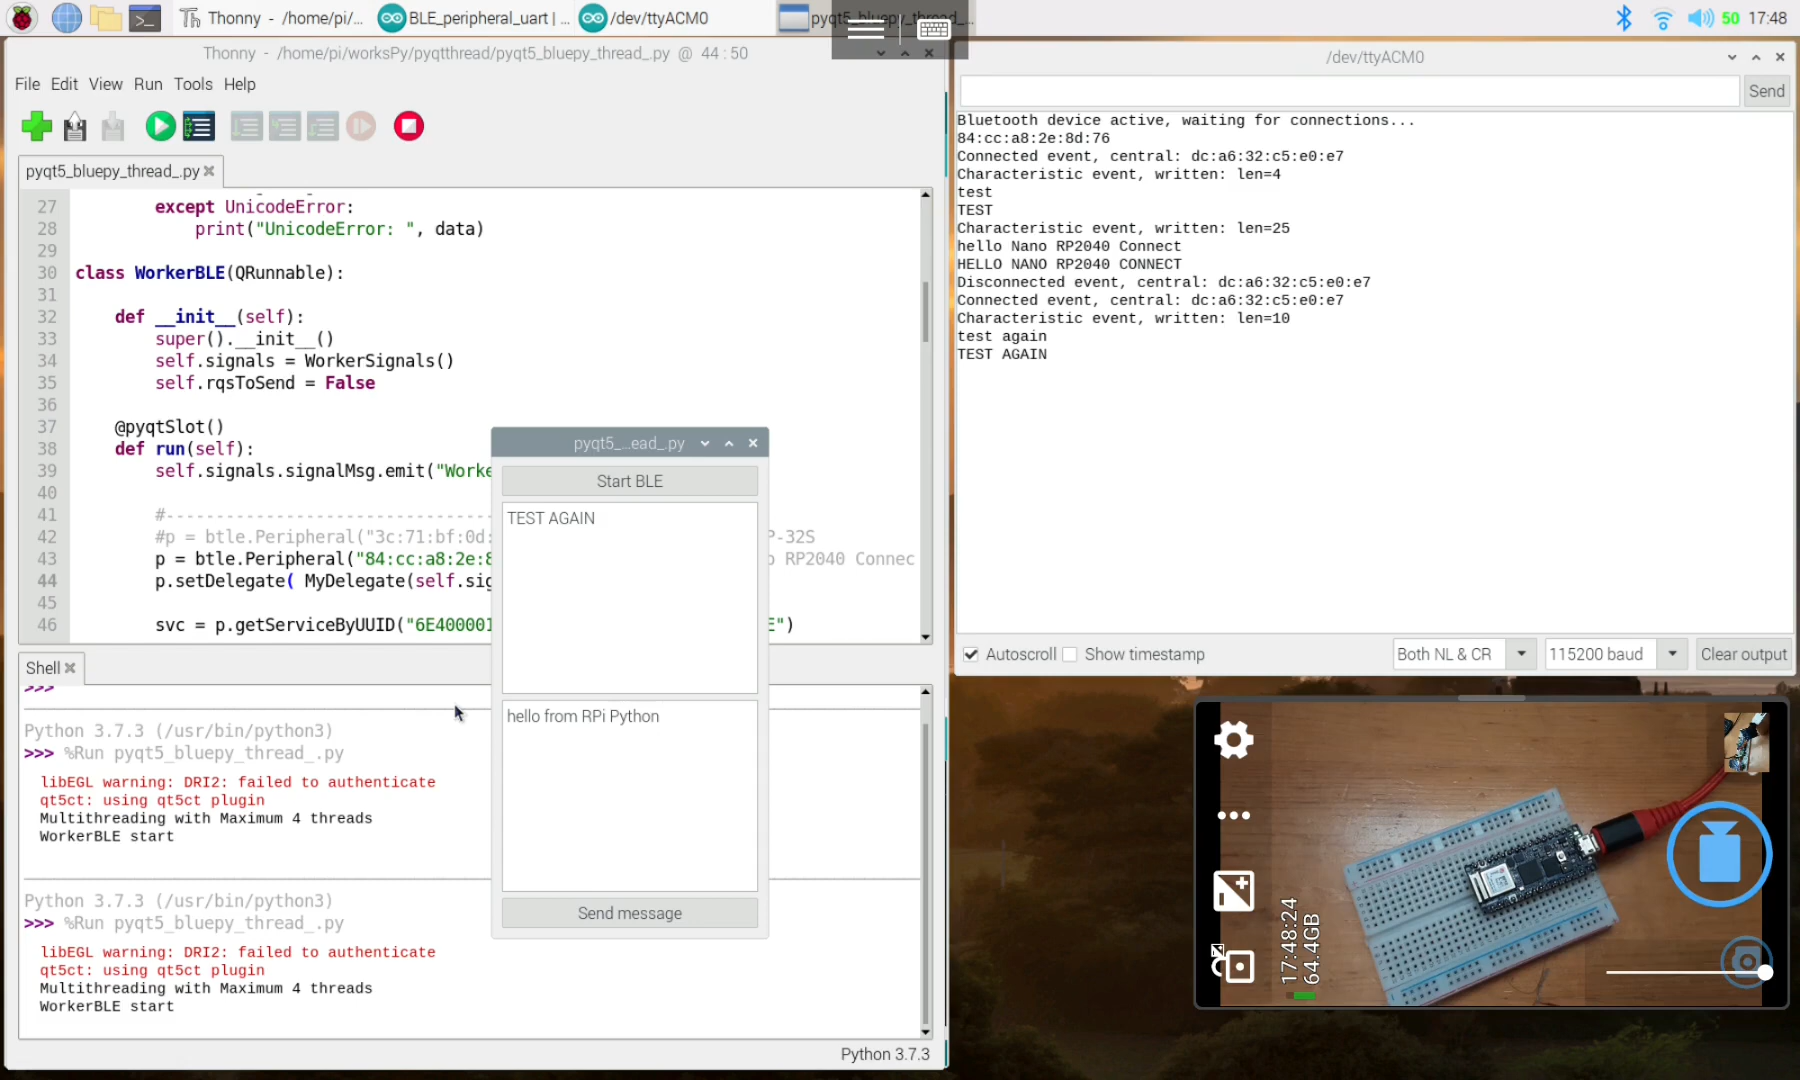 Thonny - /home/pi/...
BLE_peripheral_uart | ...
/dev/ttyACM0
50
17:48
Thonny - /home/pi/worksPy/pyqtthread/pyqt5_bluepy_thread_.py @ 44 : 50
File Edit View Run Tools Help
pyqt5_bluepy_thread_.py
27 except UnicodeError:
28 print("UnicodeError: ", data)
29
30 class WorkerBLE(QRunnable):
31
32 def __init__(self):
33 super().__init__()
34 self.signals = WorkerSignals()
35 self.rqsToSend = False
36
37 @pyqtSlot()
38 def run(self):
39 self.signals.signalMsg.emit("Worke
40
41 #---------------------------------
42 #p = btle.Peripheral("3c:71:bf:0d: P-32S
43 p = btle.Peripheral("84:cc:a8:2e:8 RP2040 Connec
44 p.setDelegate( MyDelegate(self.sig
45
46 svc = p.getServiceByUUID("6E400001 E")
Shell
>>>
Python 3.7.3 (/usr/bin/python3)
>>> %Run pyqt5_bluepy_thread_.py
libEGL warning: DRI2: failed to authenticate
qt5ct: using qt5ct plugin
Multithreading with Maximum 4 threads
WorkerBLE start
Python 3.7.3 (/usr/bin/python3)
>>> %Run pyqt5_bluepy_thread_.py
libEGL warning: DRI2: failed to authenticate
qt5ct: using qt5ct plugin
Multithreading with Maximum 4 threads
WorkerBLE start
Python 3.7.3
pyqt5_...ead_.py
Start BLE
TEST AGAIN
hello from RPi Python
Send message
/dev/ttyACM0
Send
Bluetooth device active, waiting for connections...
84:cc:a8:2e:8d:76
Connected event, central: dc:a6:32:c5:e0:e7
Characteristic event, written: len=4
test
TEST
Characteristic event, written: len=25
hello Nano RP2040 Connect
HELLO NANO RP2040 CONNECT
Disconnected event, central: dc:a6:32:c5:e0:e7
Connected event, central: dc:a6:32:c5:e0:e7
Characteristic event, written: len=10
test again
TEST AGAIN
Autoscroll Show timestamp Both NL & CR 115200 baud Clear output
17:48:24
64.4GB